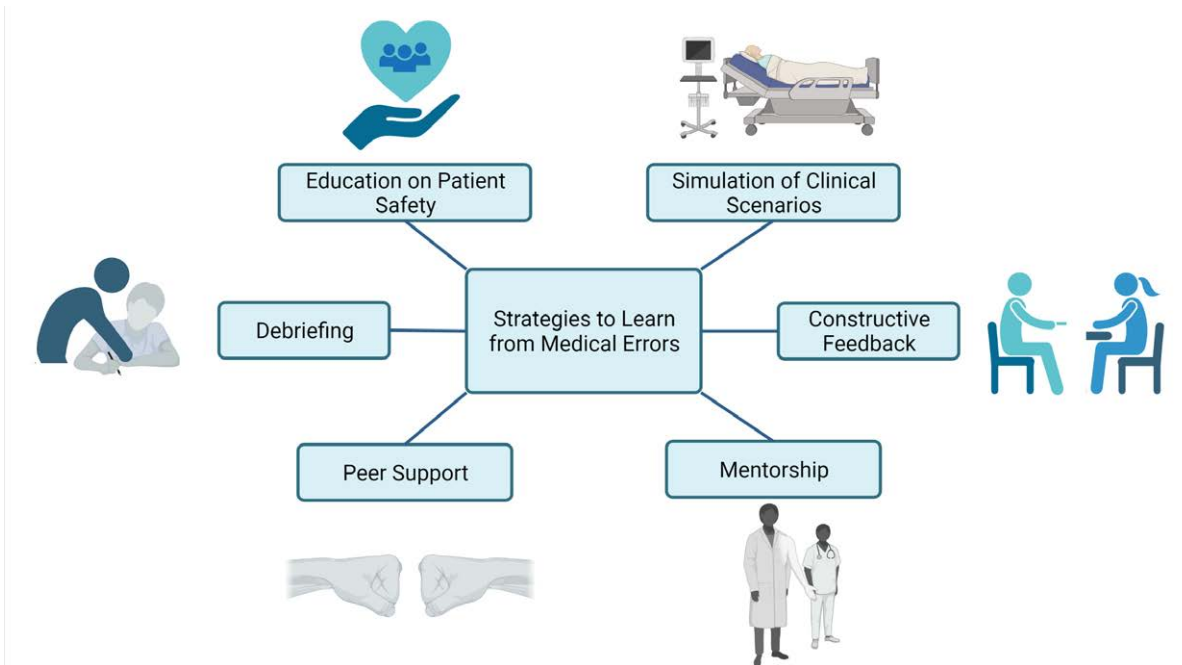 Education on Patient
Safety
Simulation of Clinical
Scenarios
Debriefing
Strategies to Learn
from Medical Errors
Constructive
Feedback
Peer Support
Mentorship